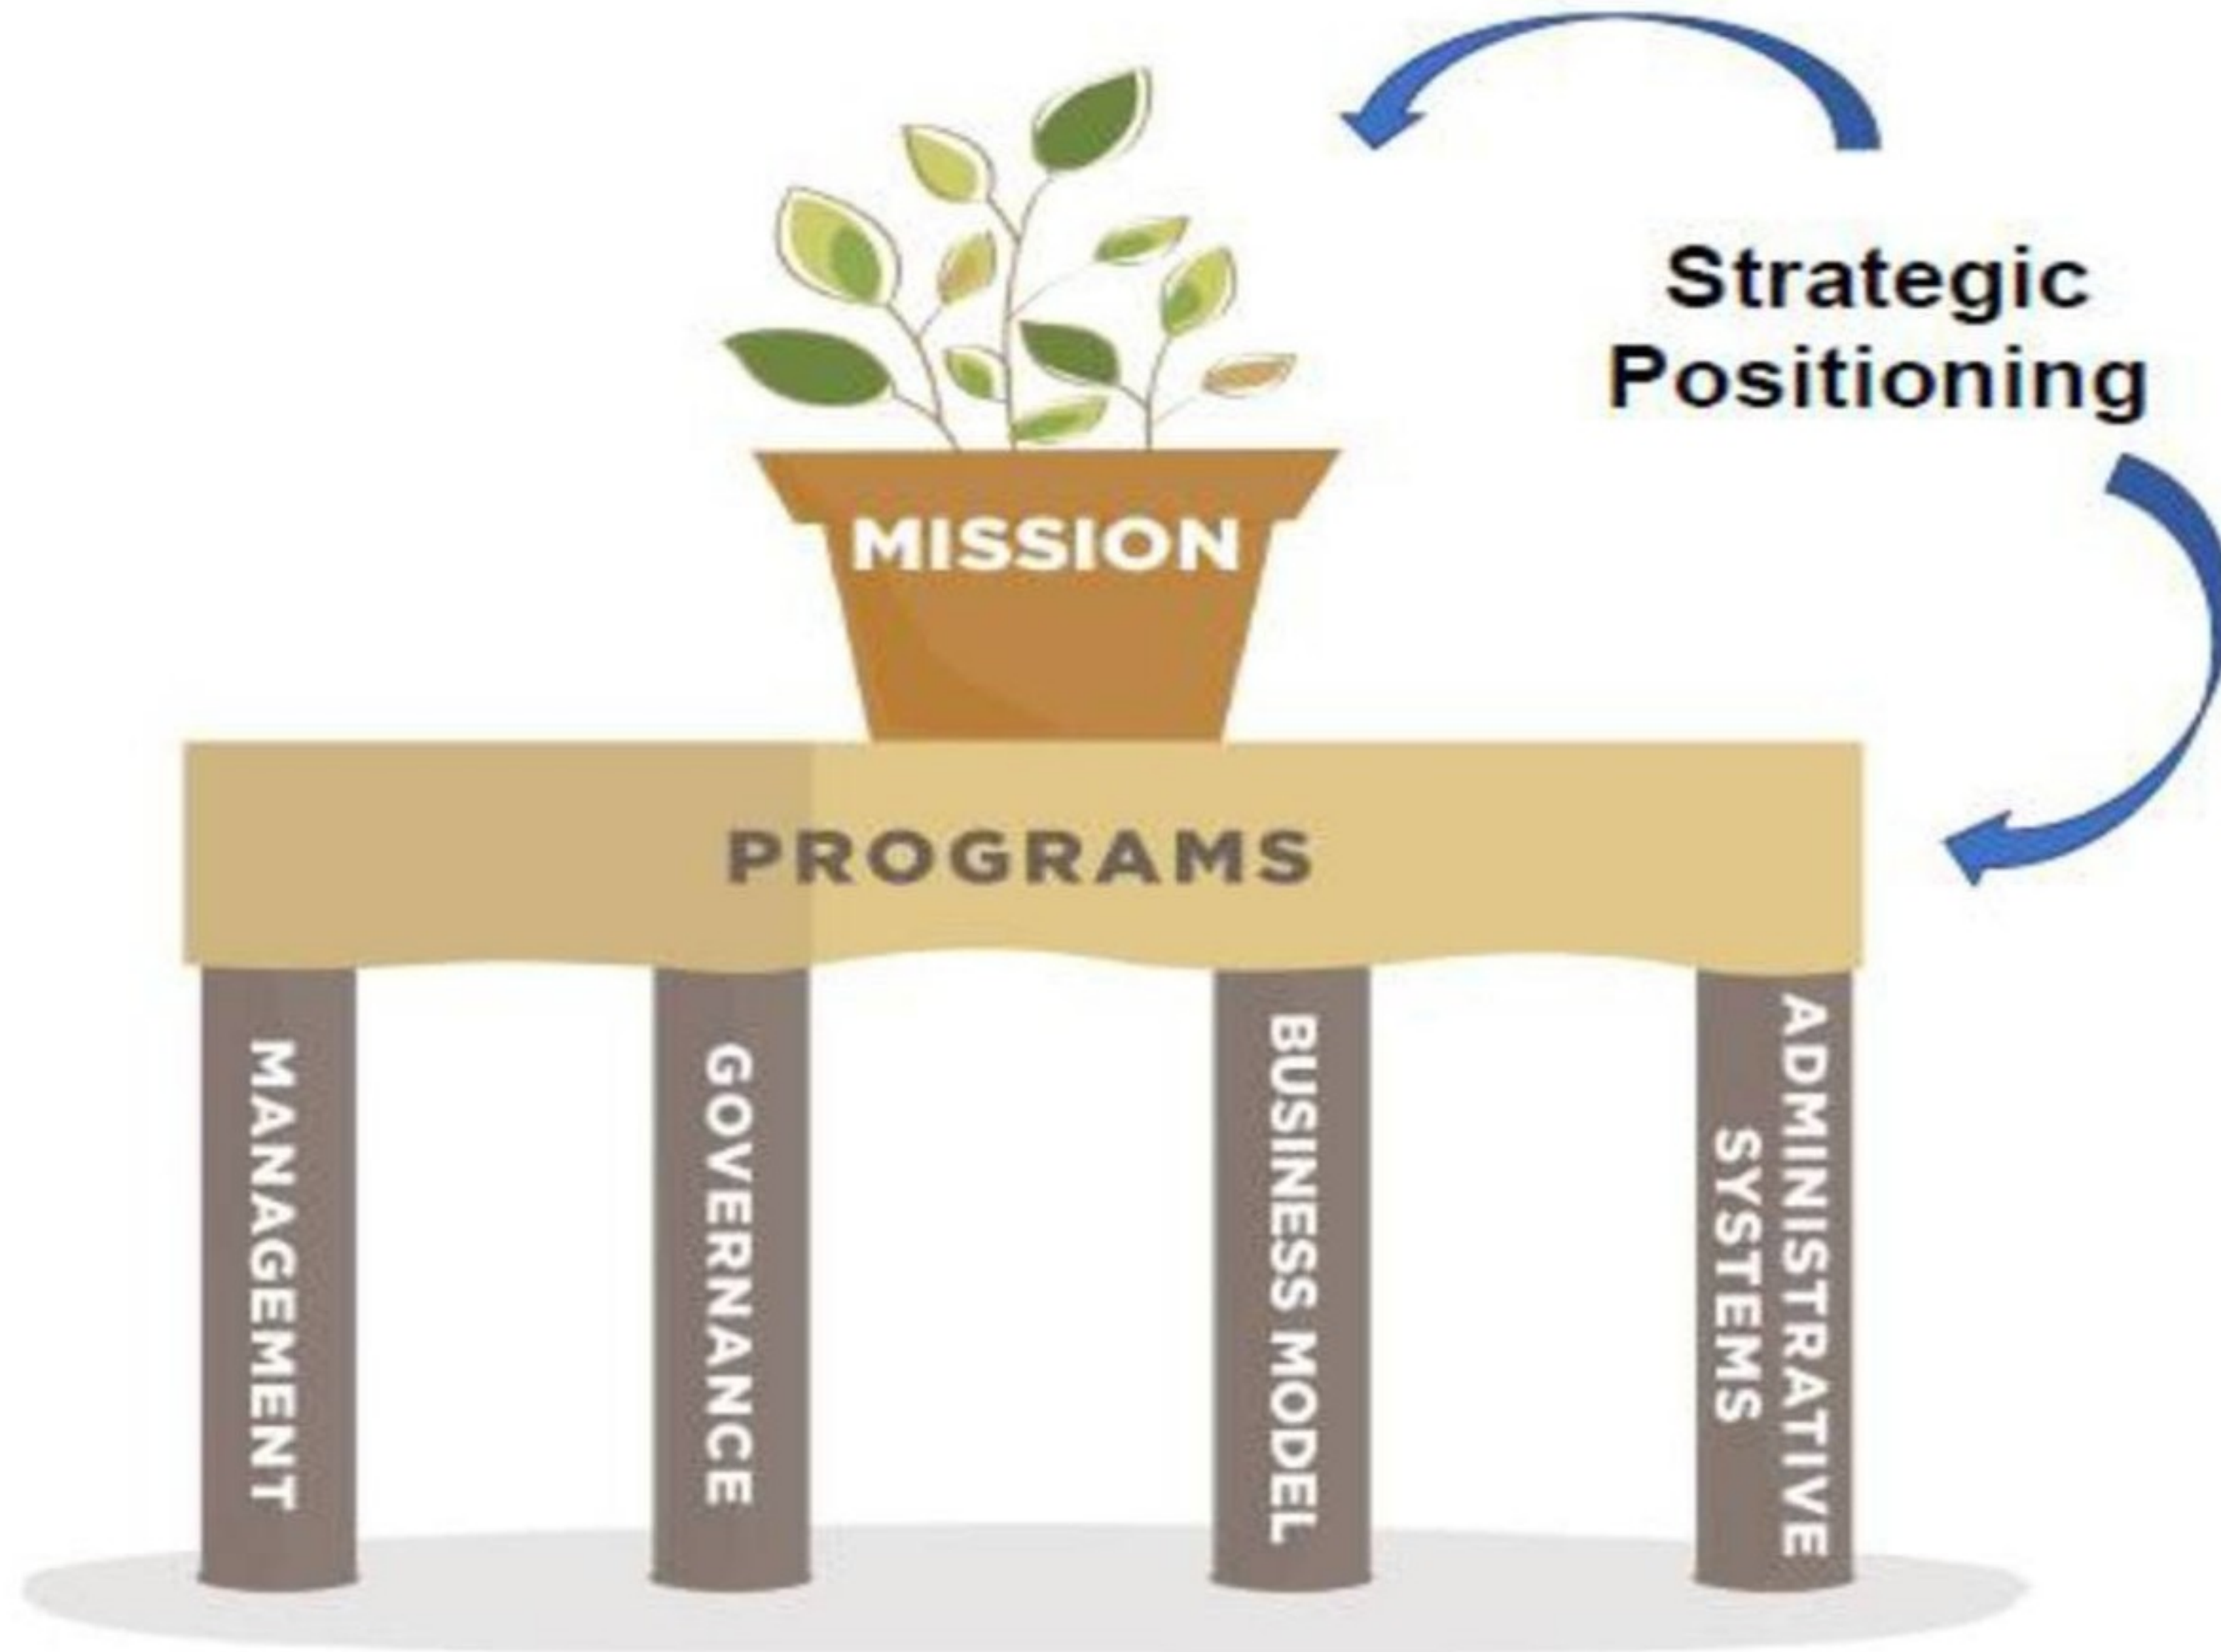 Strategic
Positioning
MISSION
PROGRAMS
MANAGEMENT
GOVERNANCE
BUSINESS MODEL
ADMINISTRATIVE
SYSTEMS